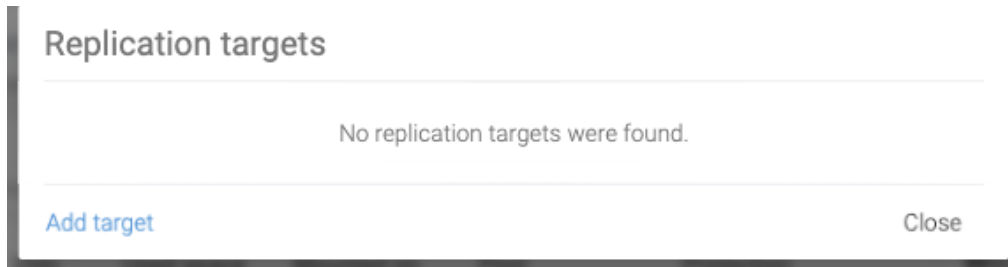 Replication targets
No replication targets were found.
Add target
Close